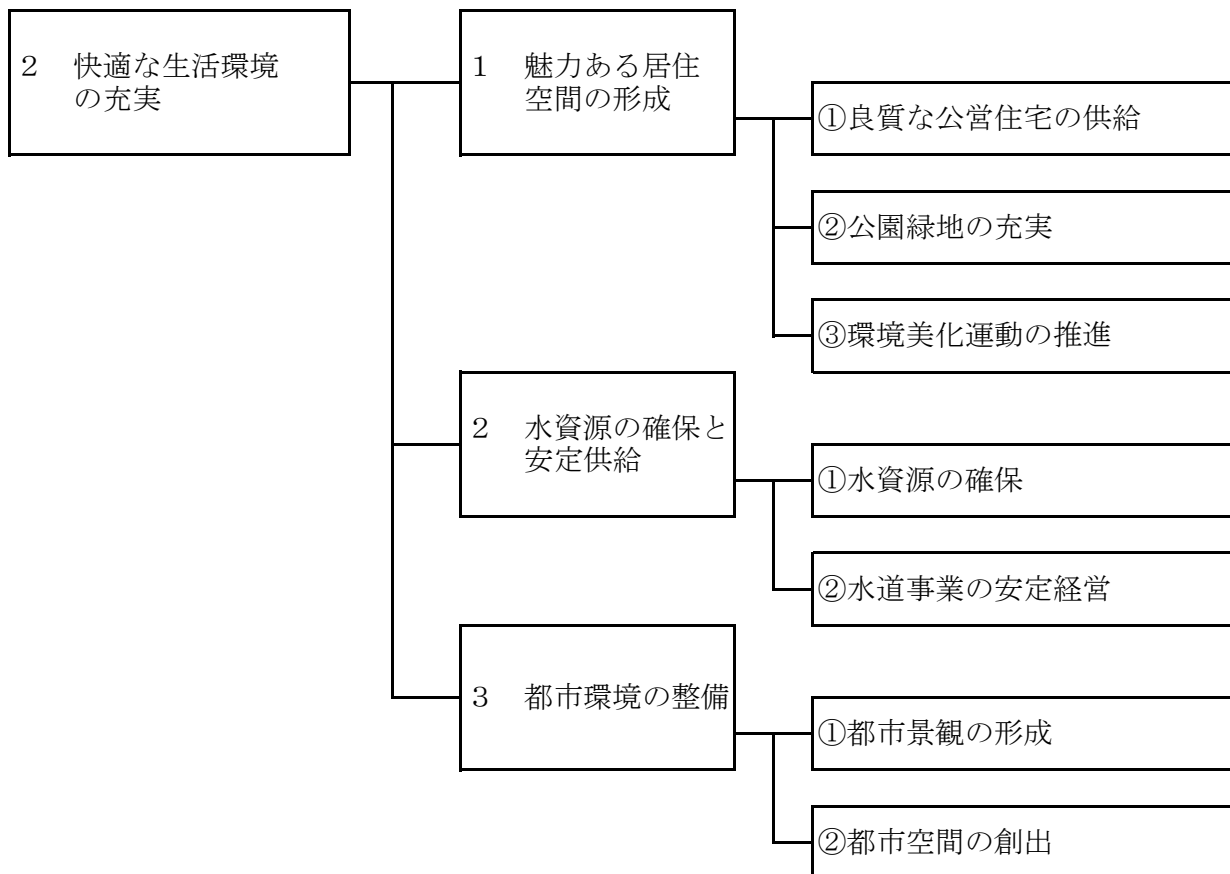 ２　快適な生活環境
の充実
１　魅力ある居住
空間の形成
①良質な公営住宅の供給
②公園緑地の充実
③環境美化運動の推進
２　水資源の確保と
安定供給
①水資源の確保
②水道事業の安定経営
３　都市環境の整備
①都市景観の形成
②都市空間の創出